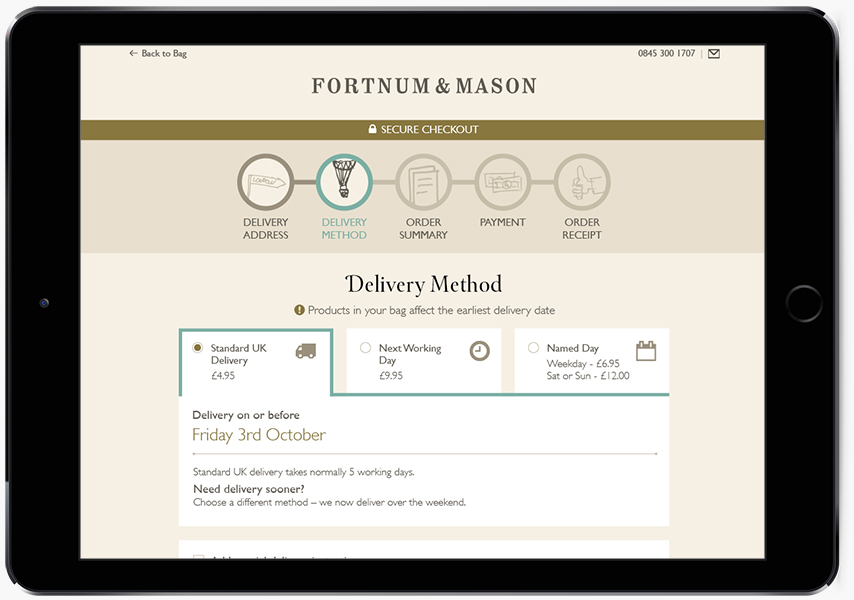 ← Back to Bag
0845 300 1707
FORTNUM & MASON
SECURE CHECKOUT
LONDON
DELIVERY
ADDRESS
DELIVERY
METHOD
ORDER
SUMMARY
PAYMENT
ORDER
RECEIPT
Delivery Method
Products in your bag affect the earliest delivery date
Standard UK
Delivery
£4.95
Next Working
Day
£9.95
Named Day
Weekday - £6.95
Sat or Sun - £12.00
Delivery on or before
Friday 3rd October
Standard UK delivery takes normally 5 working days.
Need delivery sooner?
Choose a different method – we now deliver over the weekend.